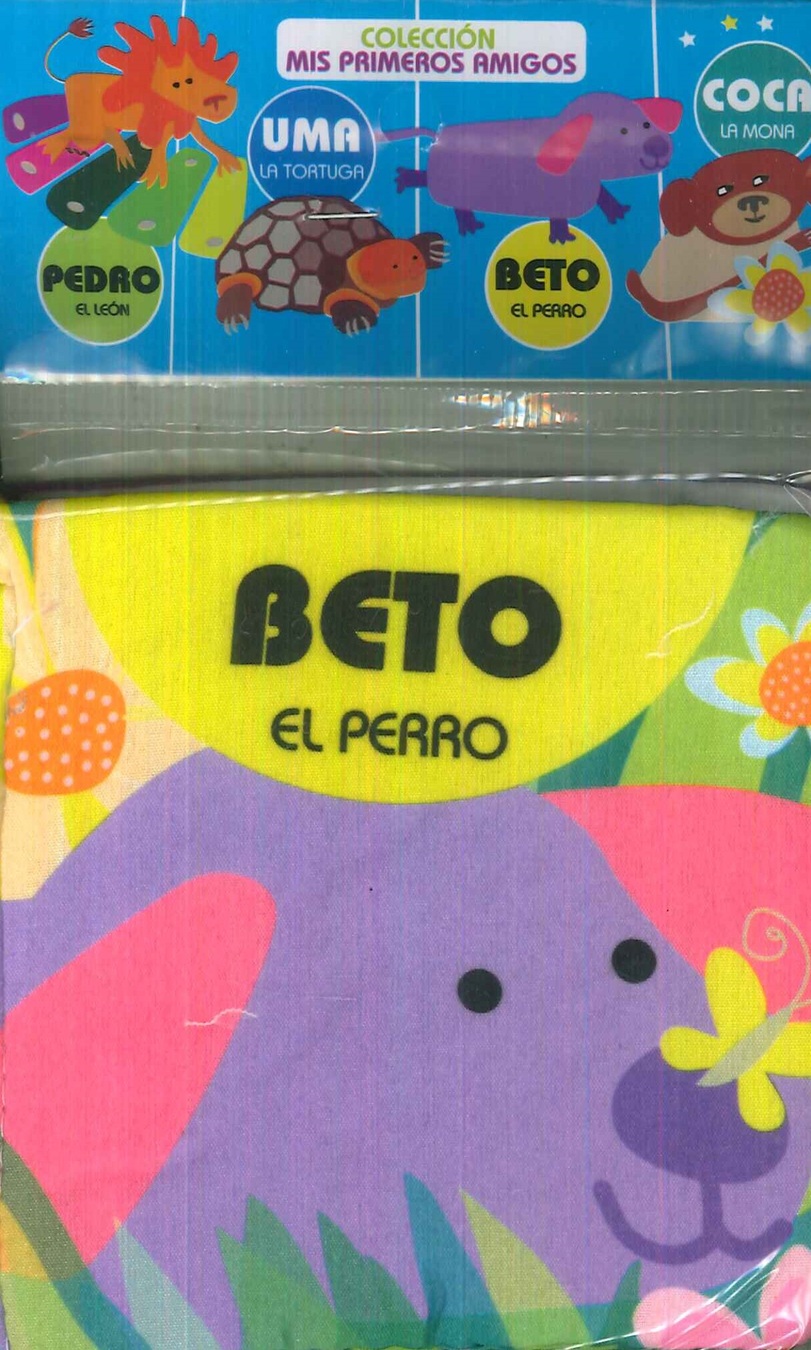 COLECCIÓN
MIS PRIMEROS AMIGOS
PEDRO
EL LEÓN
UMA
LA TORTUGA
BETO
EL PERRO
COCA
LA MONA
BETO
EL PERRO